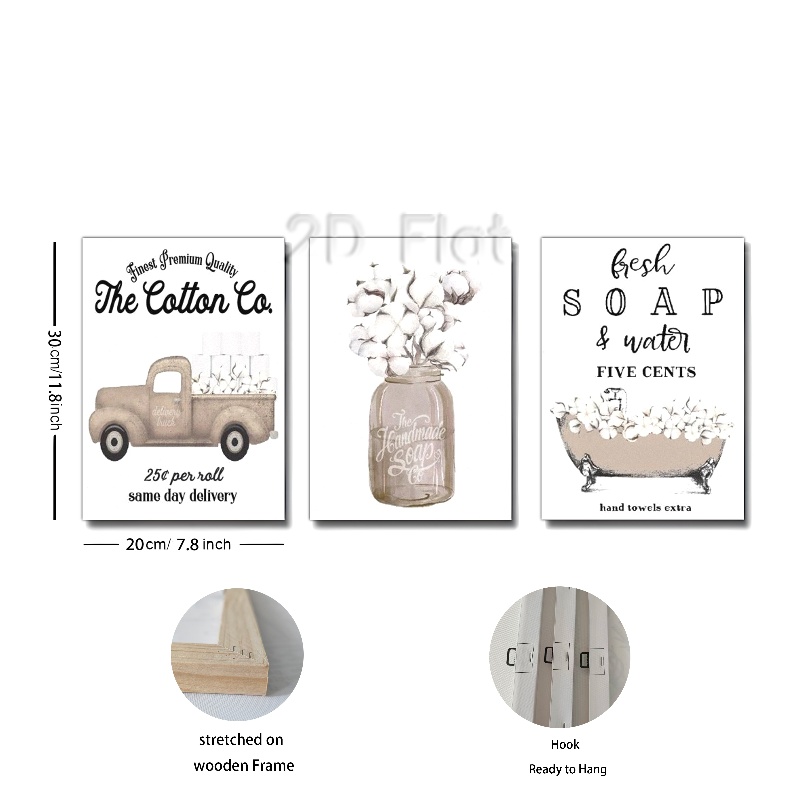 2D Flat
Finest Premium Quality
The Cotton Co.
delivery
truck
25¢ per roll
same day delivery
The
Handmade
Soap
Co
fresh
SOAP
& water
FIVE CENTS
hand towels extra
30cm/11.8inch
20cm/ 7.8 inch
stretched on
wooden Frame
Hook
Ready to Hang